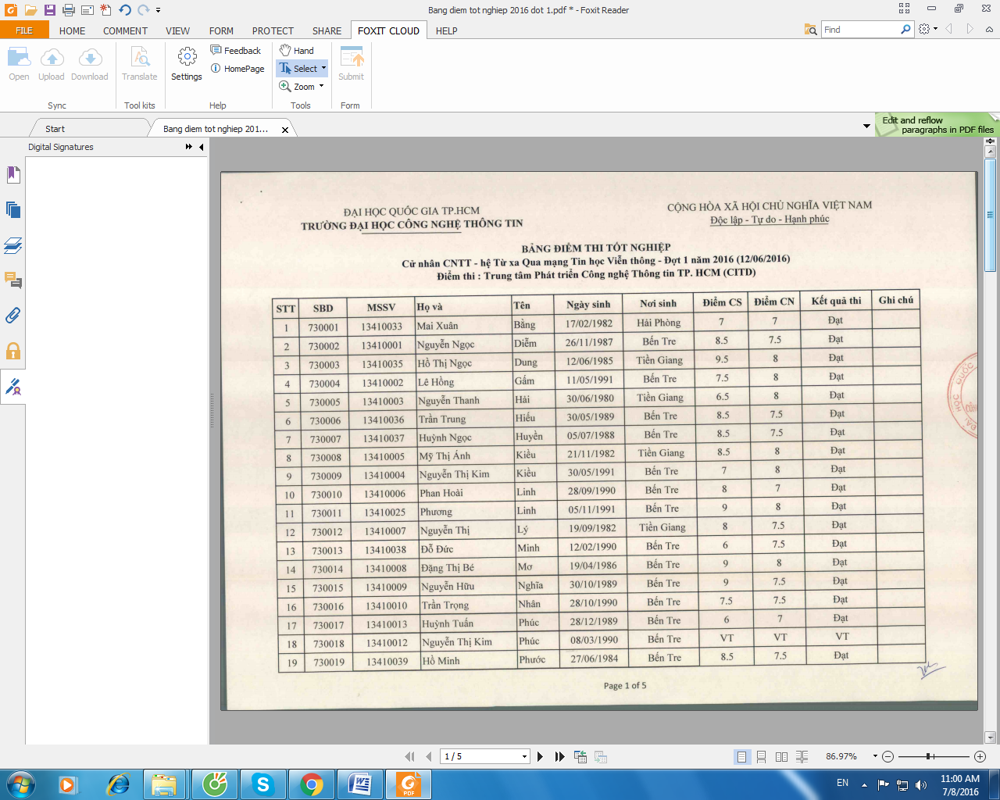 Bang diem tot nghiep 2016 dot 1.pdf * - Foxit Reader
FILE HOME COMMENT VIEW FORM PROTECT SHARE FOXIT CLOUD HELP
Find
Open Upload Download Translate Settings Feedback HomePage Hand Select Zoom Submit
Sync Tool kits Help Tools Form
Start
Bang diem tot nghiep 201...
Edit and reflow
paragraphs in PDF files
Digital Signatures
ĐẠI HỌC QUỐC GIA TP.HCM
TRƯỜNG ĐẠI HỌC CÔNG NGHỆ THÔNG TIN
CỘNG HÒA XÃ HỘI CHỦ NGHĨA VIỆT NAM
Độc lập - Tự do - Hạnh phúc
BẢNG ĐIỂM THI TỐT NGHIỆP
Cử nhân CNTT - hệ Từ xa Qua mạng Tin học Viễn thông - Đợt 1 năm 2016 (12/06/2016)
Điểm thi : Trung tâm Phát triển Công nghệ Thông tin TP. HCM (CITD)
STT SBD MSSV Họ và Tên Ngày sinh Nơi sinh Điểm CS Điểm CN Kết quả thi Ghi chú
1 730001 13410033 Mai Xuân Bằng 17/02/1982 Hải Phòng 7 7 Đạt
2 730002 13410001 Nguyễn Ngọc Diễm 26/11/1987 Bến Tre 8.5 7.5 Đạt
3 730003 13410035 Hồ Thị Ngọc Dung 12/06/1985 Tiền Giang 9.5 8 Đạt
4 730004 13410002 Lê Hồng Gấm 11/05/1991 Bến Tre 7.5 8 Đạt
5 730005 13410003 Nguyễn Thanh Hải 30/06/1980 Tiền Giang 6.5 8 Đạt
6 730006 13410036 Trần Trung Hiếu 30/05/1989 Bến Tre 8.5 7.5 Đạt
7 730007 13410037 Huỳnh Ngọc Huyền 05/07/1988 Bến Tre 8.5 7.5 Đạt
8 730008 13410005 Mỹ Thị Ánh Kiều 21/11/1982 Tiền Giang 8.5 8 Đạt
9 730009 13410004 Nguyễn Thị Kim Kiều 30/05/1991 Bến Tre 7 8 Đạt
10 730010 13410006 Phan Hoài Linh 28/09/1990 Bến Tre 8 7 Đạt
11 730011 13410025 Phương Linh 05/11/1991 Bến Tre 9 8 Đạt
12 730012 13410007 Nguyễn Thị Lý 19/09/1982 Tiền Giang 8 7.5 Đạt
13 730013 13410038 Đỗ Đức Minh 12/02/1990 Bến Tre 6 7.5 Đạt
14 730014 13410008 Đặng Thị Bé Mơ 19/04/1986 Bến Tre 9 8 Đạt
15 730015 13410009 Nguyễn Hữu Nghĩa 30/10/1989 Bến Tre 9 7.5 Đạt
16 730016 13410010 Trần Trọng Nhân 28/10/1990 Bến Tre 7.5 7.5 Đạt
17 730017 13410013 Huỳnh Tuấn Phúc 28/12/1989 Bến Tre 6 7 Đạt
18 730018 13410012 Nguyễn Thị Kim Phúc 08/03/1990 Bến Tre VT VT VT
19 730019 13410039 Hồ Minh Phước 27/06/1984 Bến Tre 8.5 7.5 Đạt
Page 1 of 5
1 / 5
86.97%
EN
11:00 AM
7/8/2016